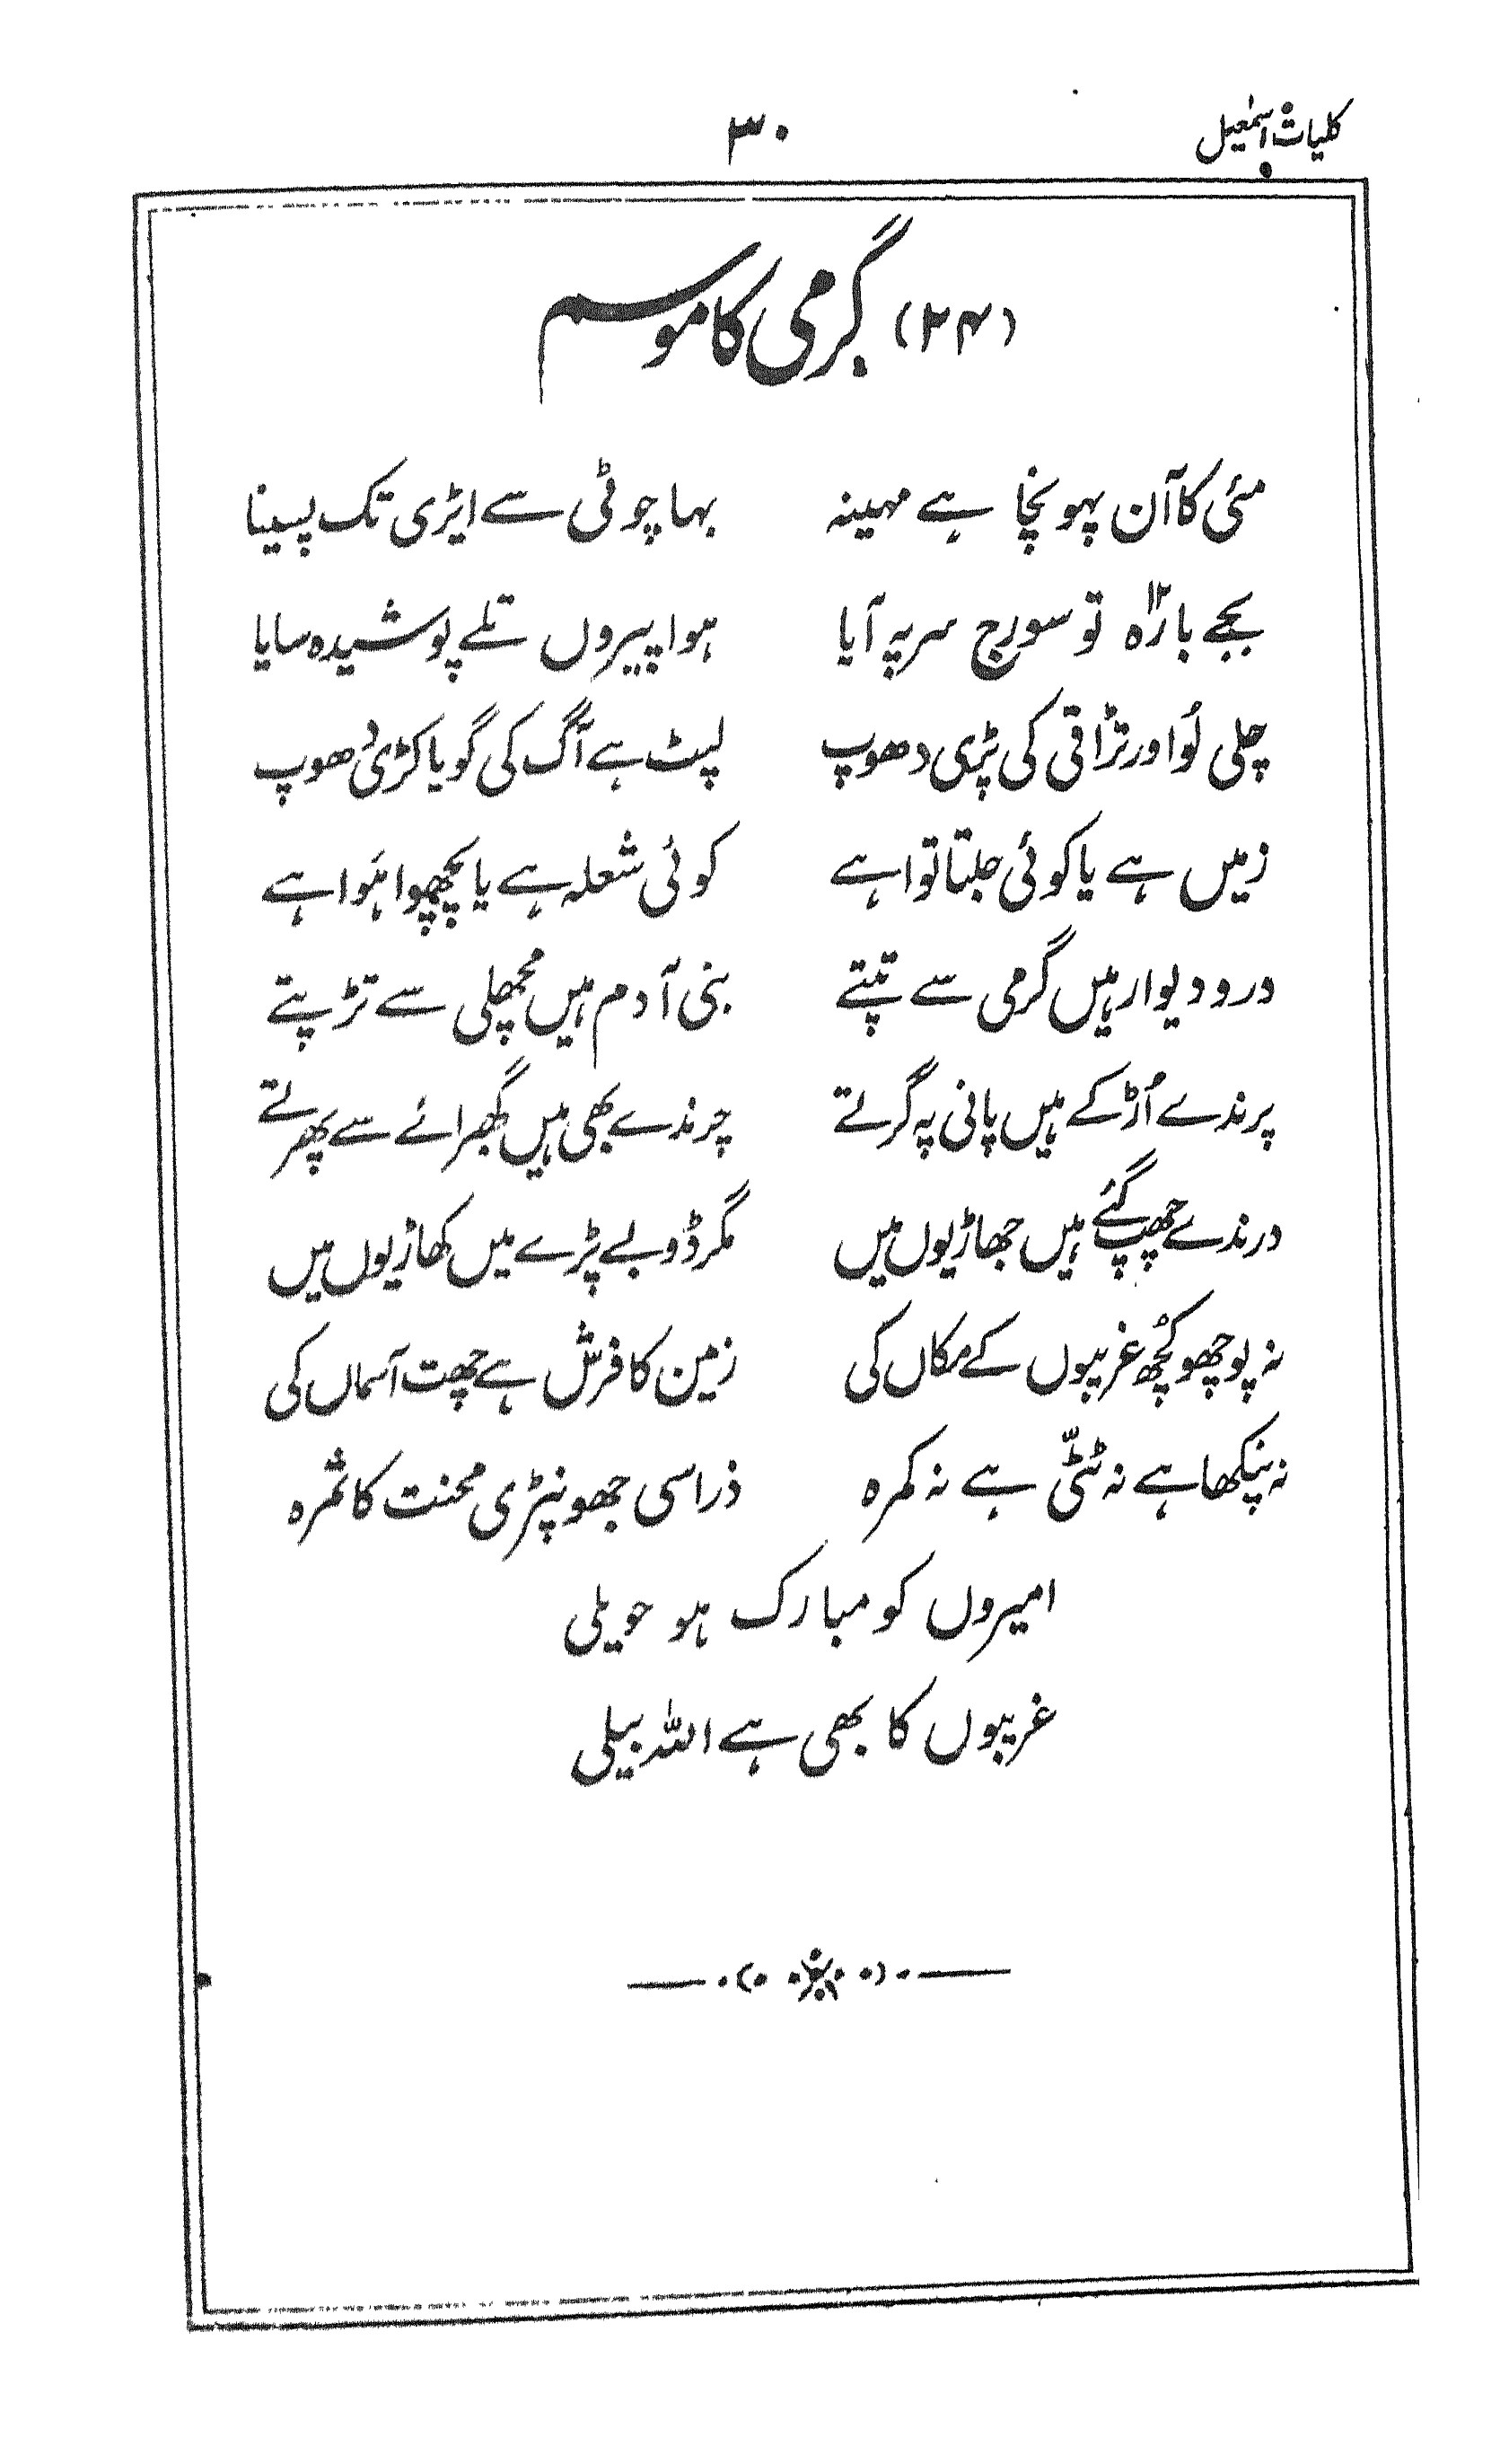 کلیات اسمٰعیل ۳۰
(۲۴) گرمی کا موسم
مئی کا آن پہونچا ہے مہینہ بہا چوٹی سے ایڑی تک پسینا
بجے بارہ۱۲ تو سورج سر پہ آیا ہوا پیروں تلے پوشیدہ سایا
چلی لُو اور تڑاقی کی پڑی دھوپ لپٹ ہے آگ کی گویا کڑی دھوپ
زمیں ہے یا کوئی جلتا توا ہے کوئی شعلہ ہے یا پچھوا ہَوا ہے
در و دیوار ہیں گرمی سے تپتے بنی آدم ہیں مچھلی سے تڑپتے
پرندے اُڑ کے ہیں پانی پہ گرتے چرندے بھی ہیں گھبرائے سے پھرتے
درندے چھپ گئے ہیں جھاڑیوں میں مگر ڈوبے پڑے میں کھاڑیوں میں
نہ پوچھو کُچھ غریبوں کے مکاں کی زمین کا فرش ہے چھت آسماں کی
نہ پنکھا ہے نہ ٹٹّی ہے نہ کمرہ ذرا سی جھونپڑی محنت کا ثمرہ
امیروں کو مبارک ہو حویلی
غریبوں کا بھی ہے اللہ بیلی